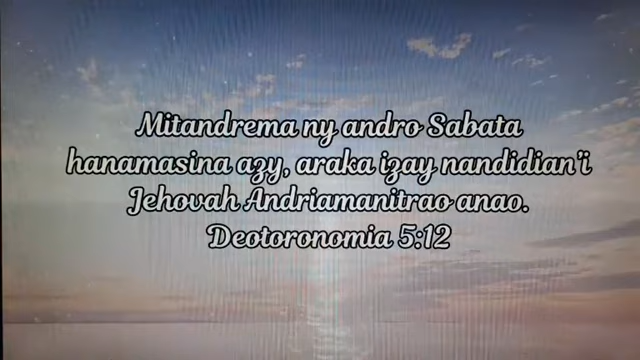 Mitandrema ny andro Sabata
hanamasina azy, araka izay nandidian'i
Jehovah Andriamanitrao anao.
Deotoronomia 5:12